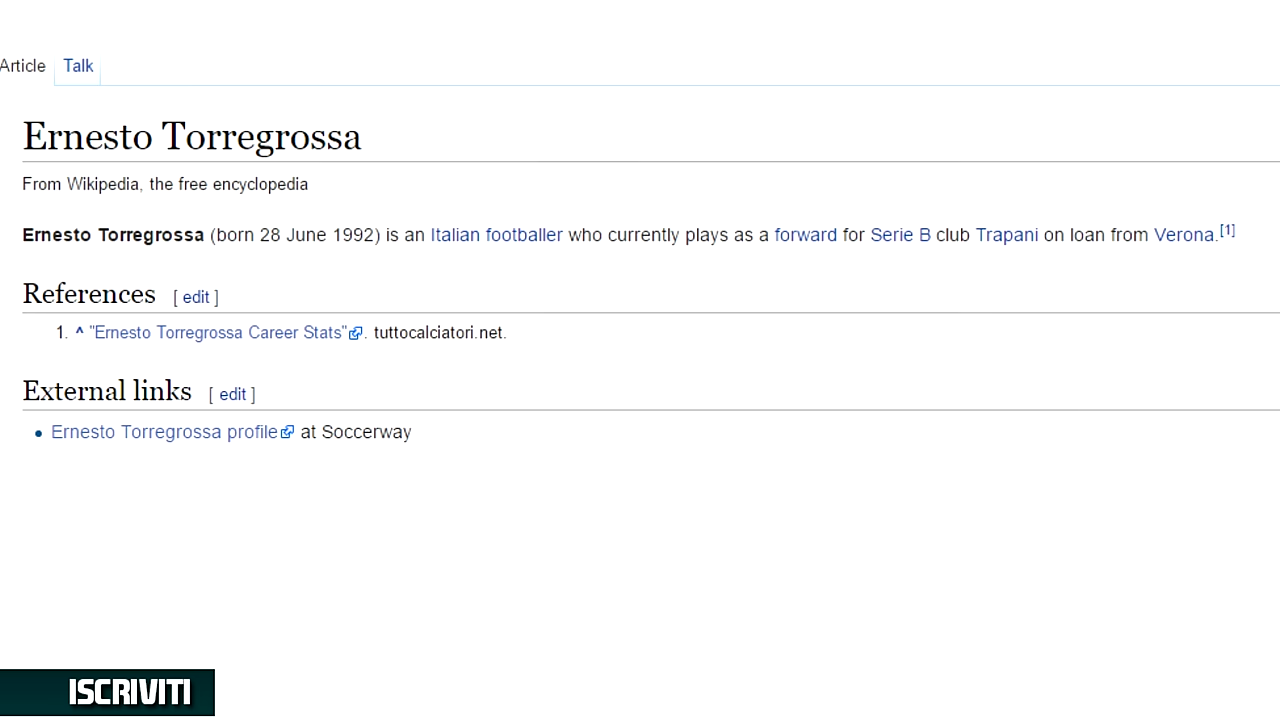 Article Talk
Ernesto Torregrossa
From Wikipedia, the free encyclopedia
Ernesto Torregrossa (born 28 June 1992) is an Italian footballer who currently plays as a forward for Serie B club Trapani on loan from Verona.[1]
References [ edit ]
1. ^ "Ernesto Torregrossa Career Stats". tuttocalciatori.net.
External links [ edit ]
• Ernesto Torregrossa profile at Soccerway
ISCRIVITI